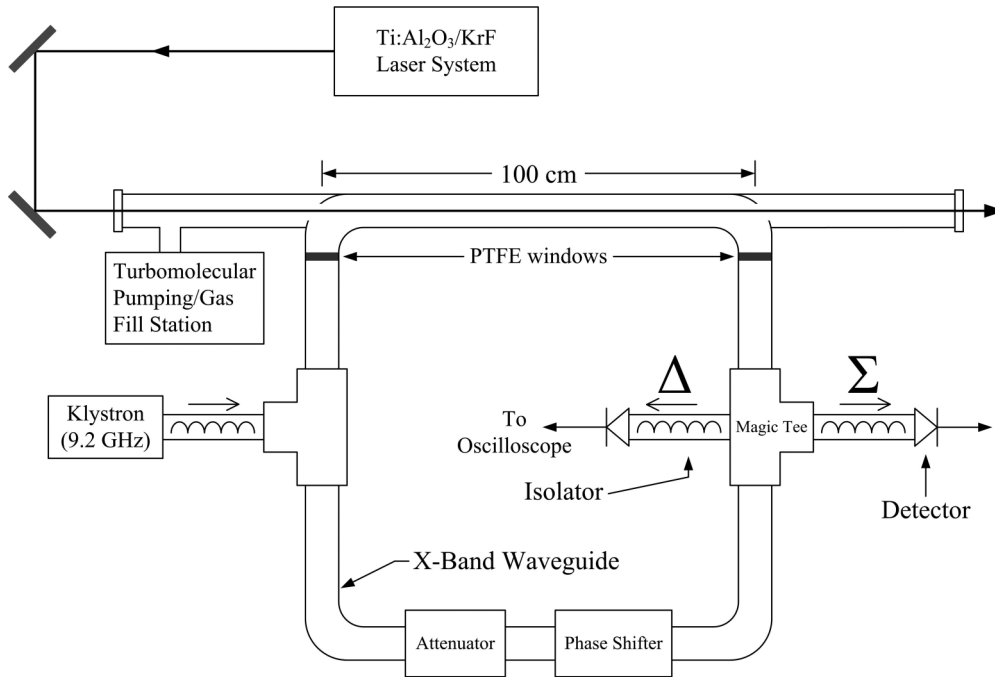 Ti:Al₂O₃/KrF
Laser System
100 cm
PTFE windows
Turbomolecular
Pumping/Gas
Fill Station
Klystron
(9.2 GHz)
To
Oscilloscope
Δ
Σ
Magic Tee
Isolator
Detector
X-Band Waveguide
Attenuator
Phase Shifter